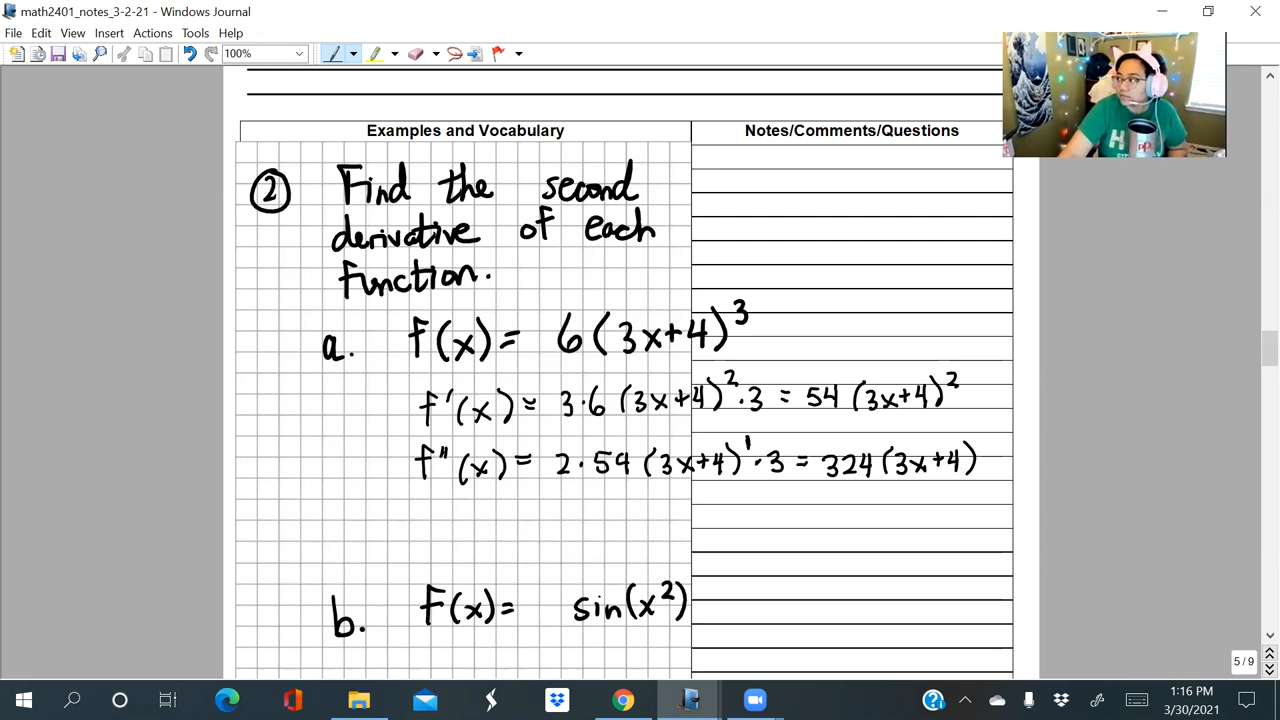 math2401_notes_3-2-21 - Windows Journal
File Edit View Insert Actions Tools Help
100%
Examples and Vocabulary
Notes/Comments/Questions
② Find the second
derivative of each
function.
a. f(x) = 6(3x+4)³
f'(x) = 3·6 (3x+4)²·3 = 54 (3x+4)²
f"(x) = 2·54 (3x+4)¹·3 = 324 (3x+4)
b. f(x) = sin(x²)
5 / 9
1:16 PM
3/30/2021